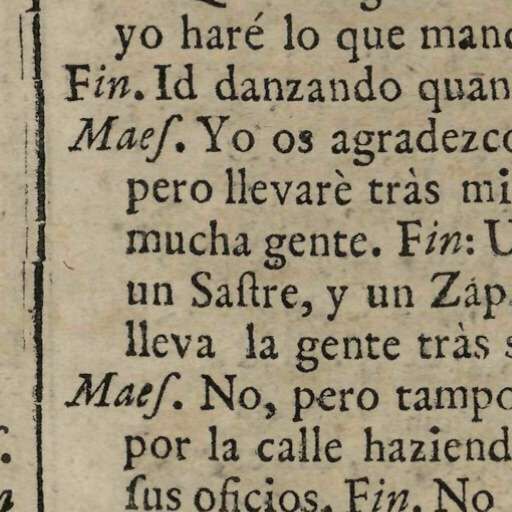 yo haré lo que mand
Fin. Id danzando quan
Maeſ. Yo os agradezco
pero llevarè tràs mi
mucha gente. Fin: U
un Saſtre, y un Zap
lleva la gente tràs s
Maeſ. No, pero tampo
por la calle haziend
ſus oficios. Fin. No